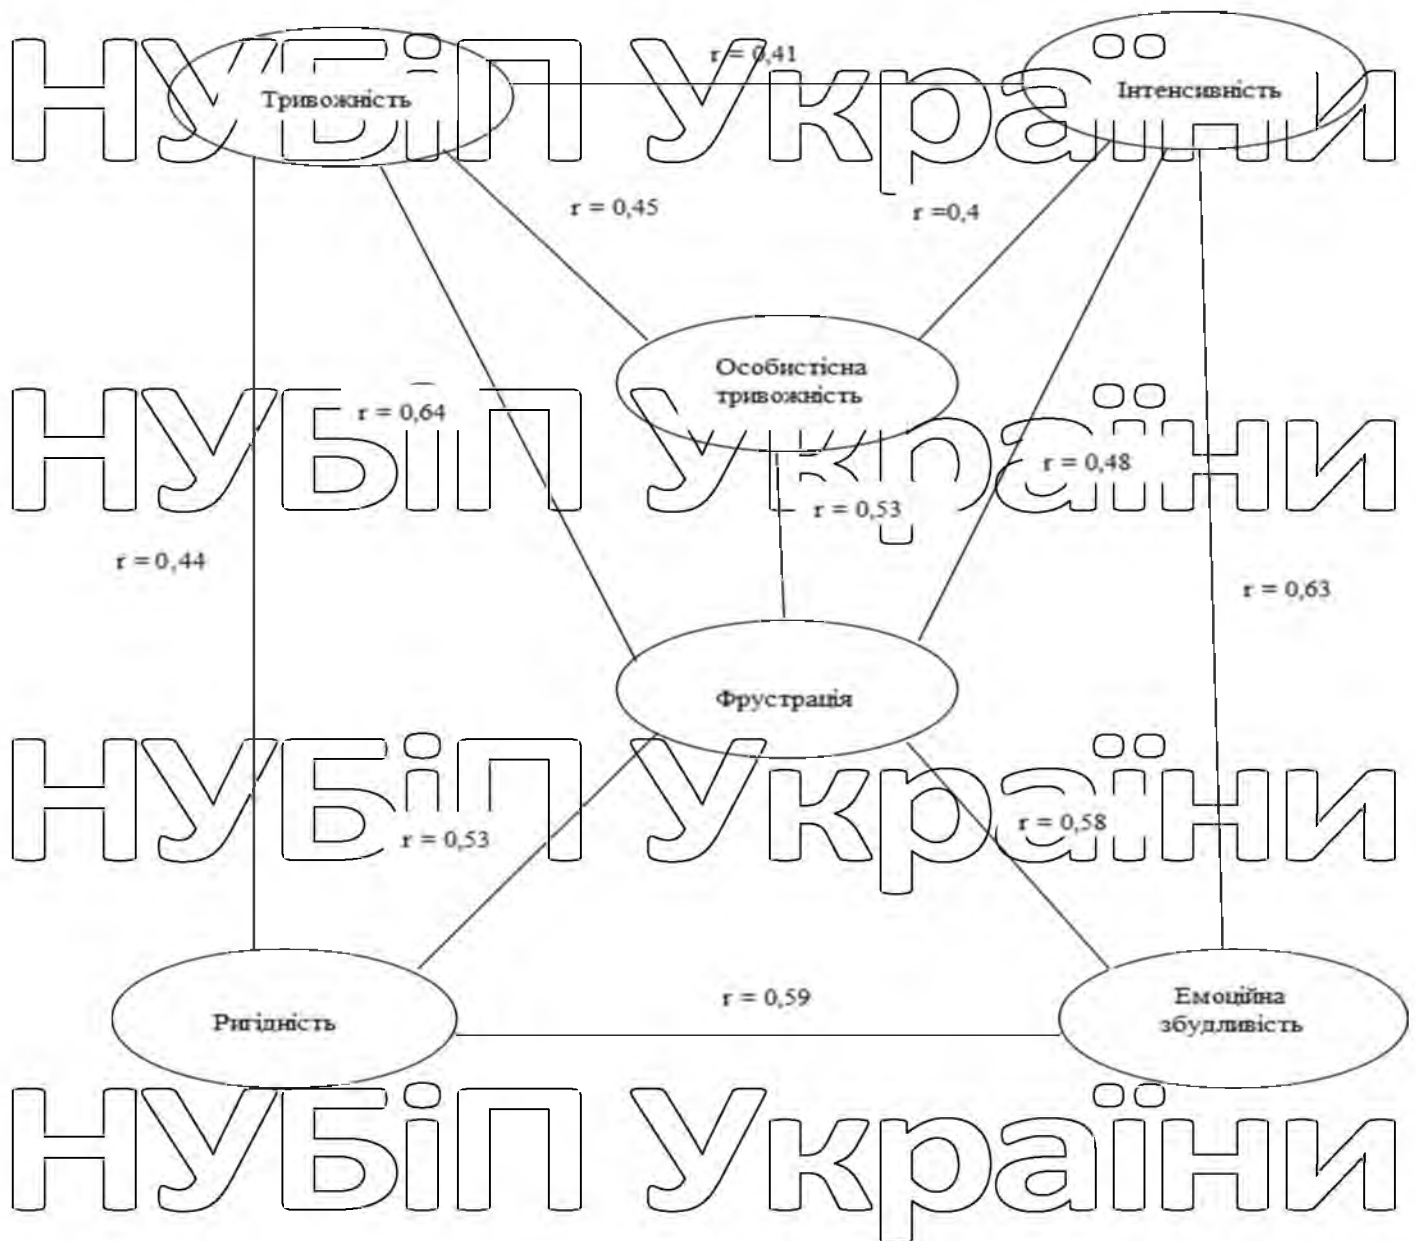 НУБіП України
r = 0,41
Тривожність
Інтенсивність
r = 0,45
r =0,4
Особистісна
тривожність
НУБіП України
r = 0,64
r = 0,48
r = 0,53
r = 0,44
r = 0,63
Фрустрація
НУБіП України
r = 0,53
r = 0,58
r = 0,59
Ригідність
Емоційна
збудливість
НУБіП України